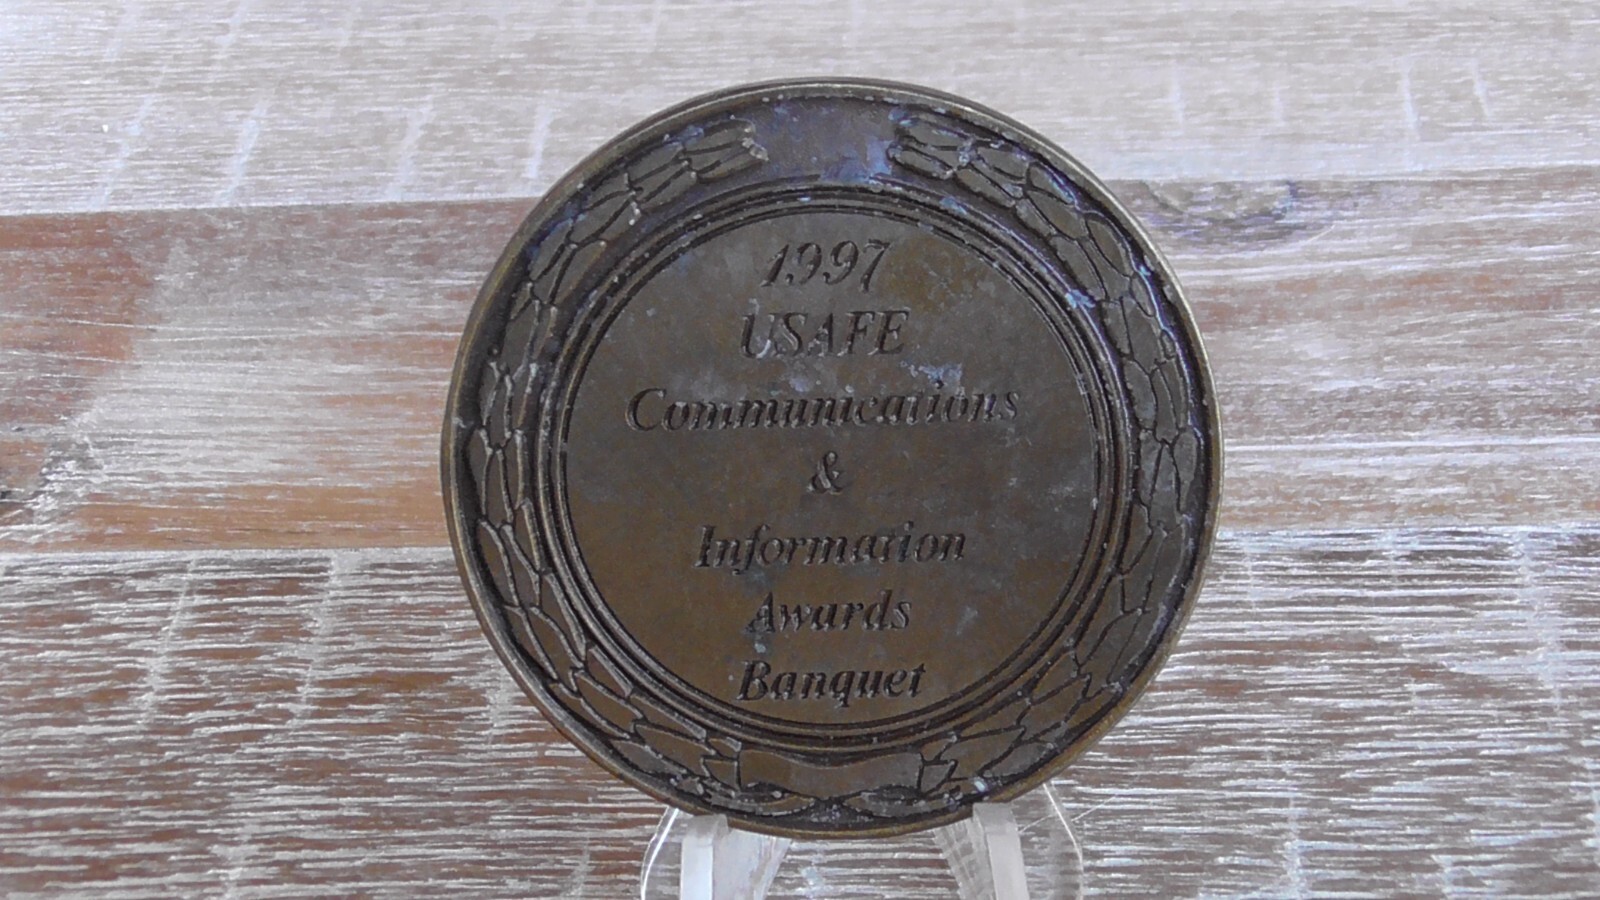 1997
USAFE
Communications
&
Information
Awards
Banquet